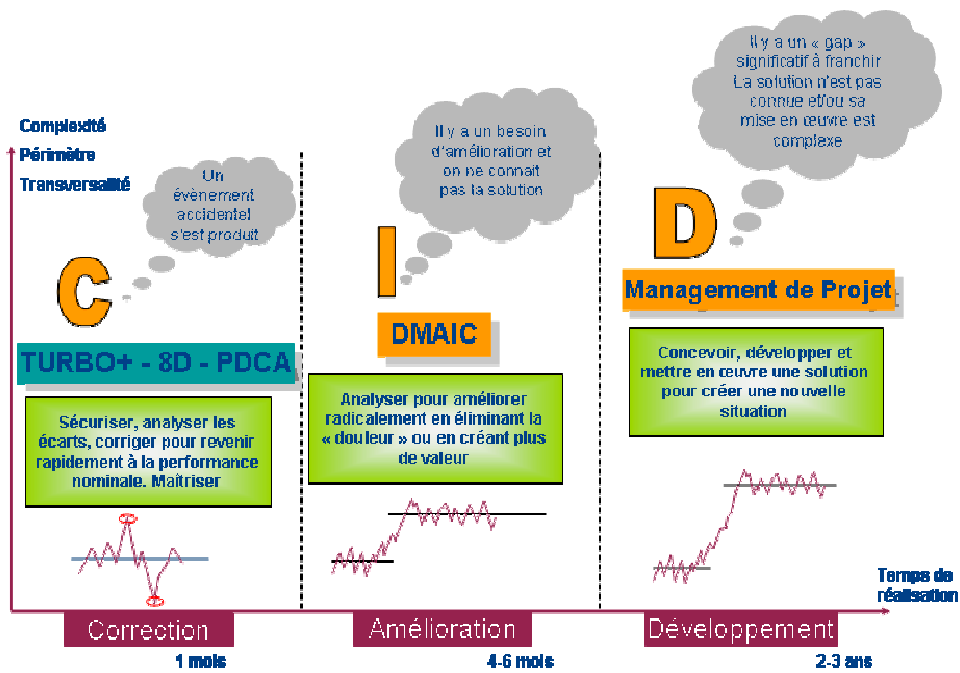 Complexité
Périmètre
Transversalité
Un
évènement
accidentel
s'est produit
C
TURBO+ - 8D - PDCA
Sécuriser, analyser les
écarts, corriger pour revenir
rapidement à la performance
nominale. Maîtriser
Il y a un besoin
d'amélioration et
on ne connait
pas la solution
I
DMAIC
Analyser pour améliorer
radicalement en éliminant la
« douleur » ou en créant plus
de valeur
Il y a un « gap »
significatif à franchir
La solution n'est pas
connue et/ou sa
mise en œuvre est
complexe
D
Management de Projet
Concevoir, développer et
mettre en œuvre une solution
pour créer une nouvelle
situation
Temps de
réalisation
Correction
1 mois
Amélioration
4-6 mois
Développement
2-3 ans